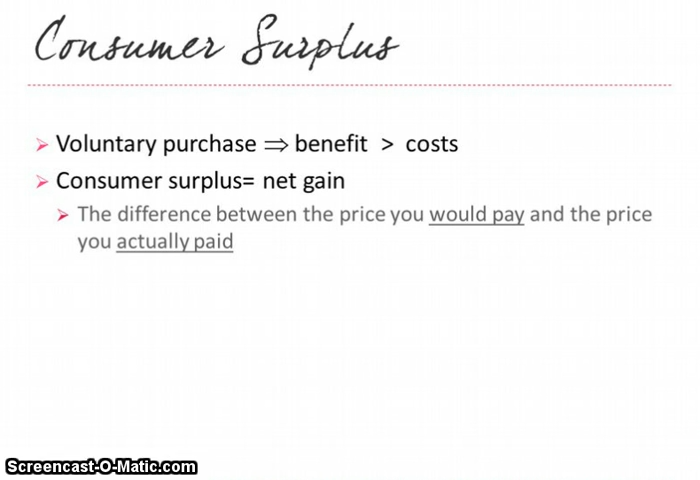 Consumer Surplus
➢ Voluntary purchase ⇒ benefit > costs
➢ Consumer surplus= net gain
➢ The difference between the price you would pay and the price
you actually paid
Screencast-O-Matic.com